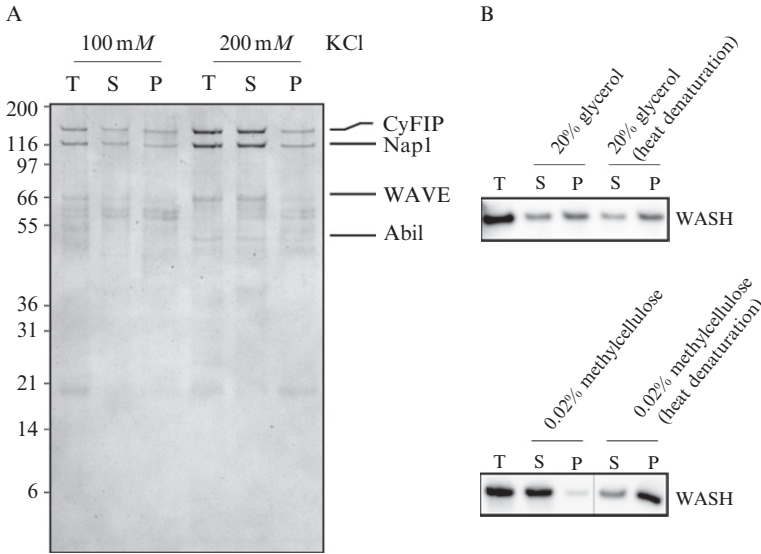 A
100 mM 200 mM KCl
T S P T S P
200
116
97
66
55
36
31
21
14
6
CyFIP
Nap1
WAVE
Abil
B
20% glycerol
20% glycerol
(heat denaturation)
T S P S P
WASH
0.02% methylcellulose
0.02% methylcellulose
(heat denaturation)
T S P S P
WASH